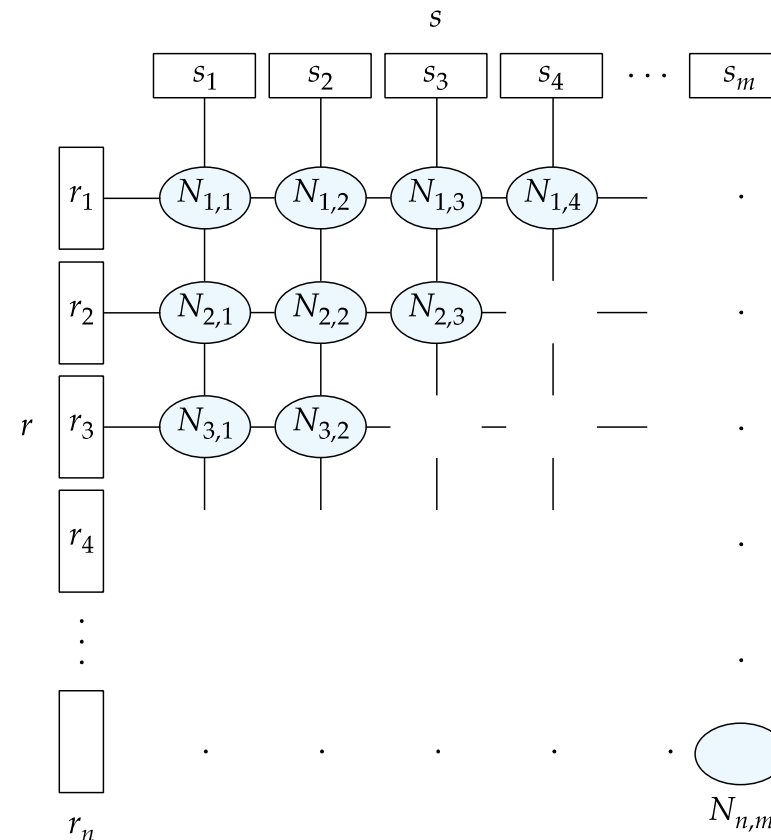 s
s₁ s₂ s₃ s₄ ··· sₘ
r₁ N₁,₁ N₁,₂ N₁,₃ N₁,₄ .
r₂ N₂,₁ N₂,₂ N₂,₃ .
r r₃ N₃,₁ N₃,₂ .
r₄ .
⋮ .
. . . . .
Nₙ,ₘ
rₙ